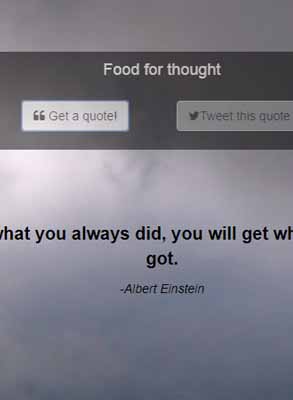 Food for thought
Get a quote!
Tweet this quote
what you always did, you will get wh
got.
-Albert Einstein